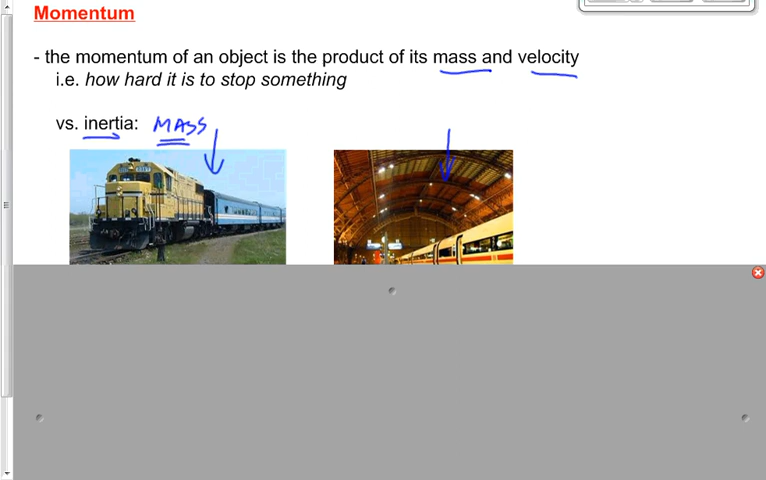 Momentum
- the momentum of an object is the product of its mass and velocity
i.e. how hard it is to stop something
vs. inertia: MASS